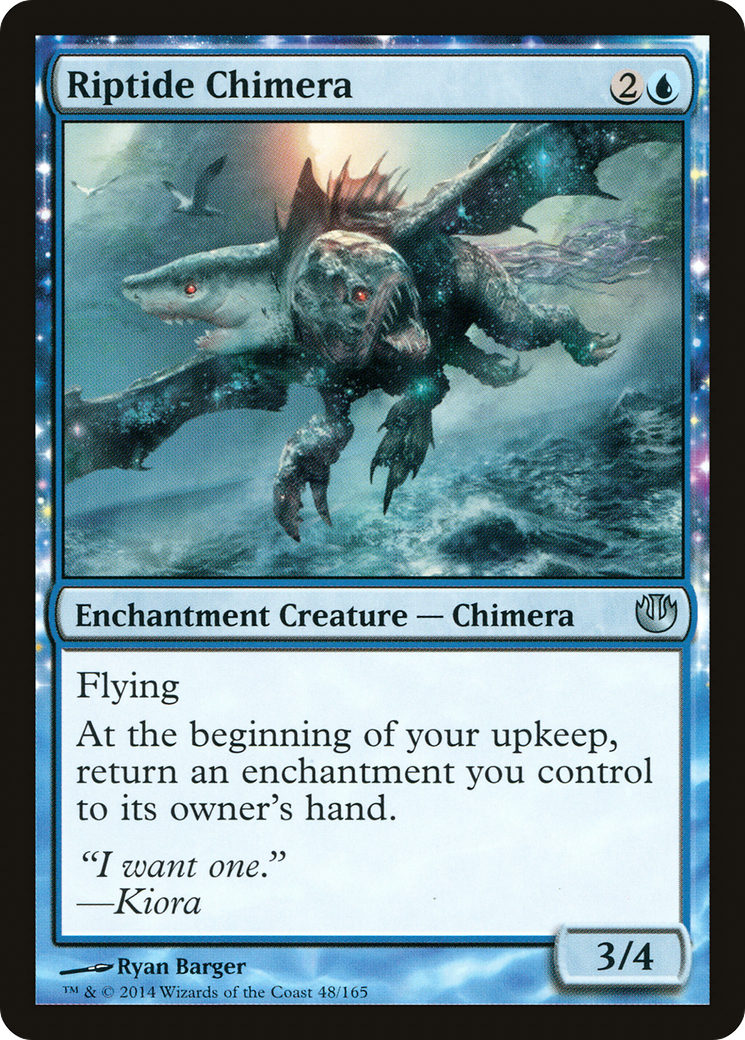 Riptide Chimera 2
Enchantment Creature — Chimera
Flying
At the beginning of your upkeep,
return an enchantment you control
to its owner's hand.
“I want one.”
—Kiora
3/4
Ryan Barger
™ & © 2014 Wizards of the Coast 48/165